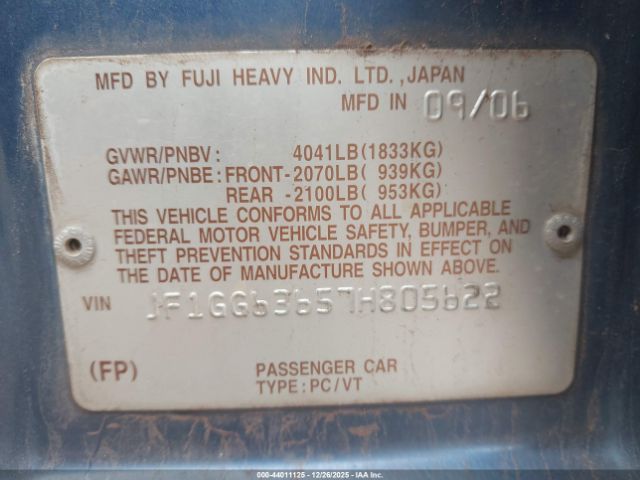 MFD BY FUJI HEAVY IND. LTD., JAPAN
MFD IN 09/06
GVWR/PNBV: 4041LB(1833KG)
GAWR/PNBE: FRONT-2070LB( 939KG)
REAR -2100LB( 953KG)
THIS VEHICLE CONFORMS TO ALL APPLICABLE
FEDERAL MOTOR VEHICLE SAFETY, BUMPER, AND
THEFT PREVENTION STANDARDS IN EFFECT ON
THE DATE OF MANUFACTURE SHOWN ABOVE.
VIN JF1GG63657H805622
(FP) PASSENGER CAR
TYPE: PC/VT
000-44011125 - 12/26/2025 - IAAI, Inc.